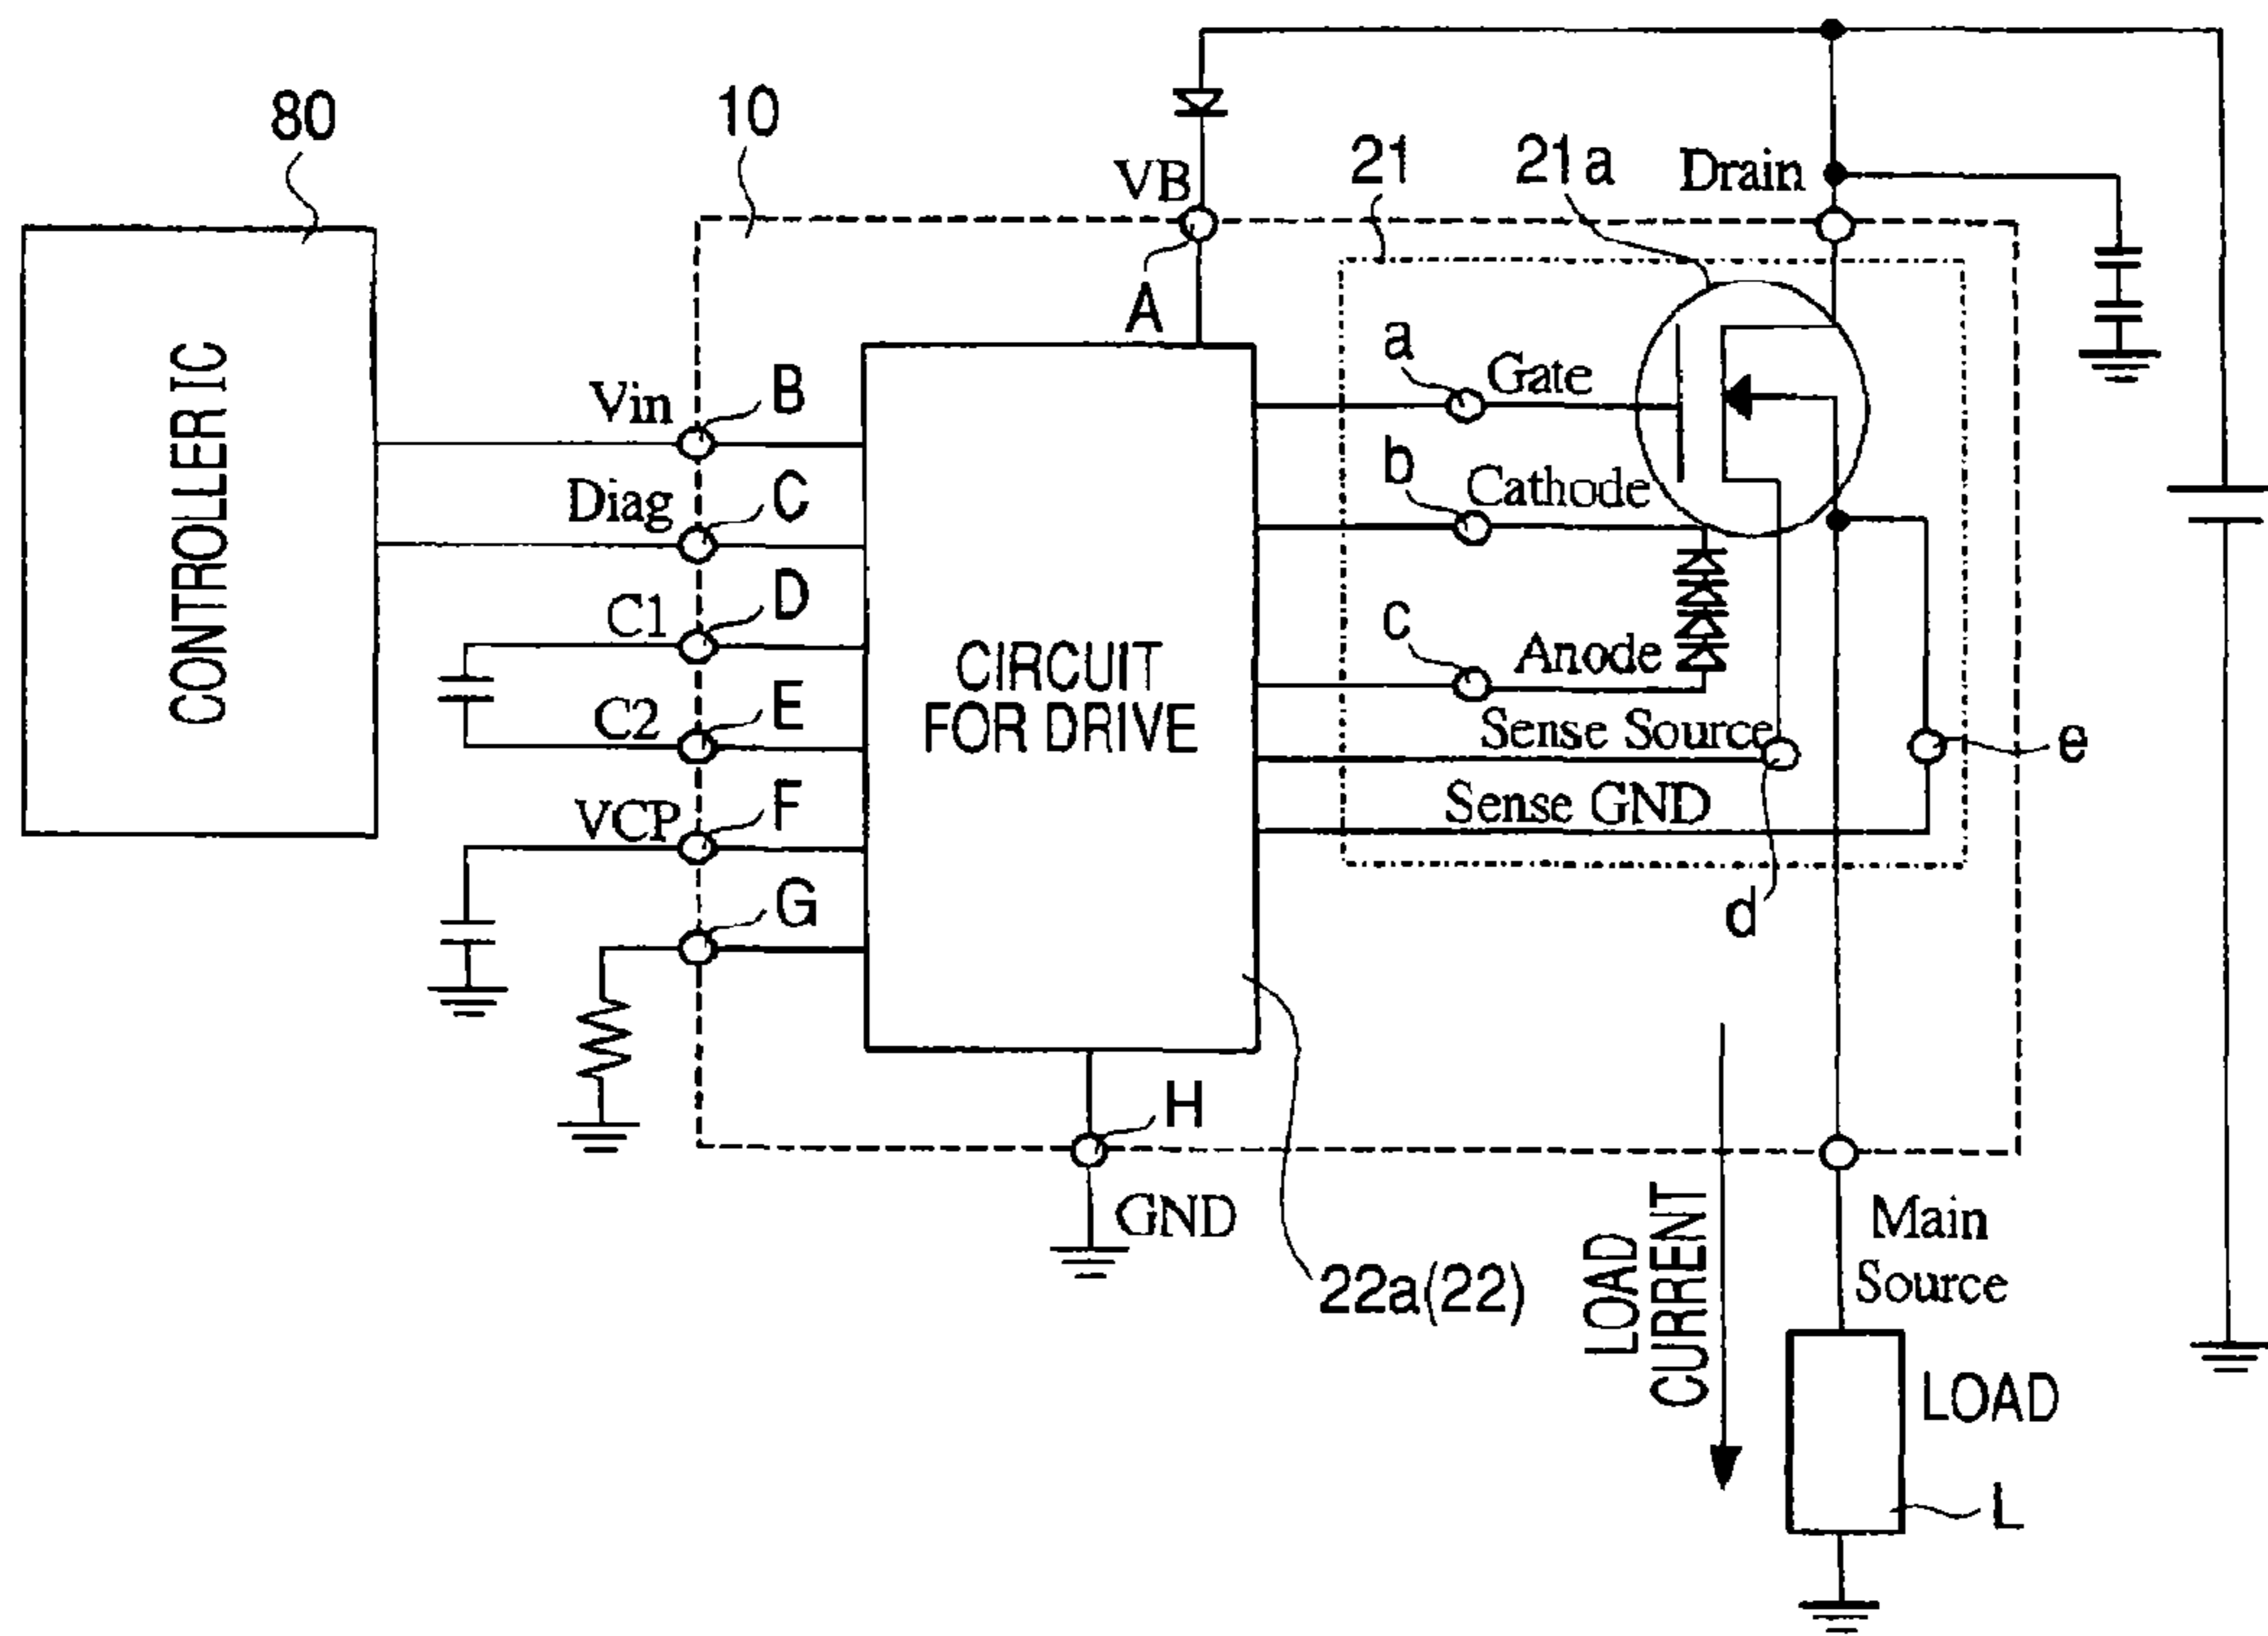 80
10
21
21a
Drain
VB
A
a
Gate
Vin
B
b
Cathode
Diag
C
CONTROLLER IC
C1
D
c
Anode
CIRCUIT
FOR DRIVE
C2
E
Sense Source
e
VCP
F
Sense GND
G
d
H
GND
22a(22)
LOAD
CURRENT
Main
Source
LOAD
L